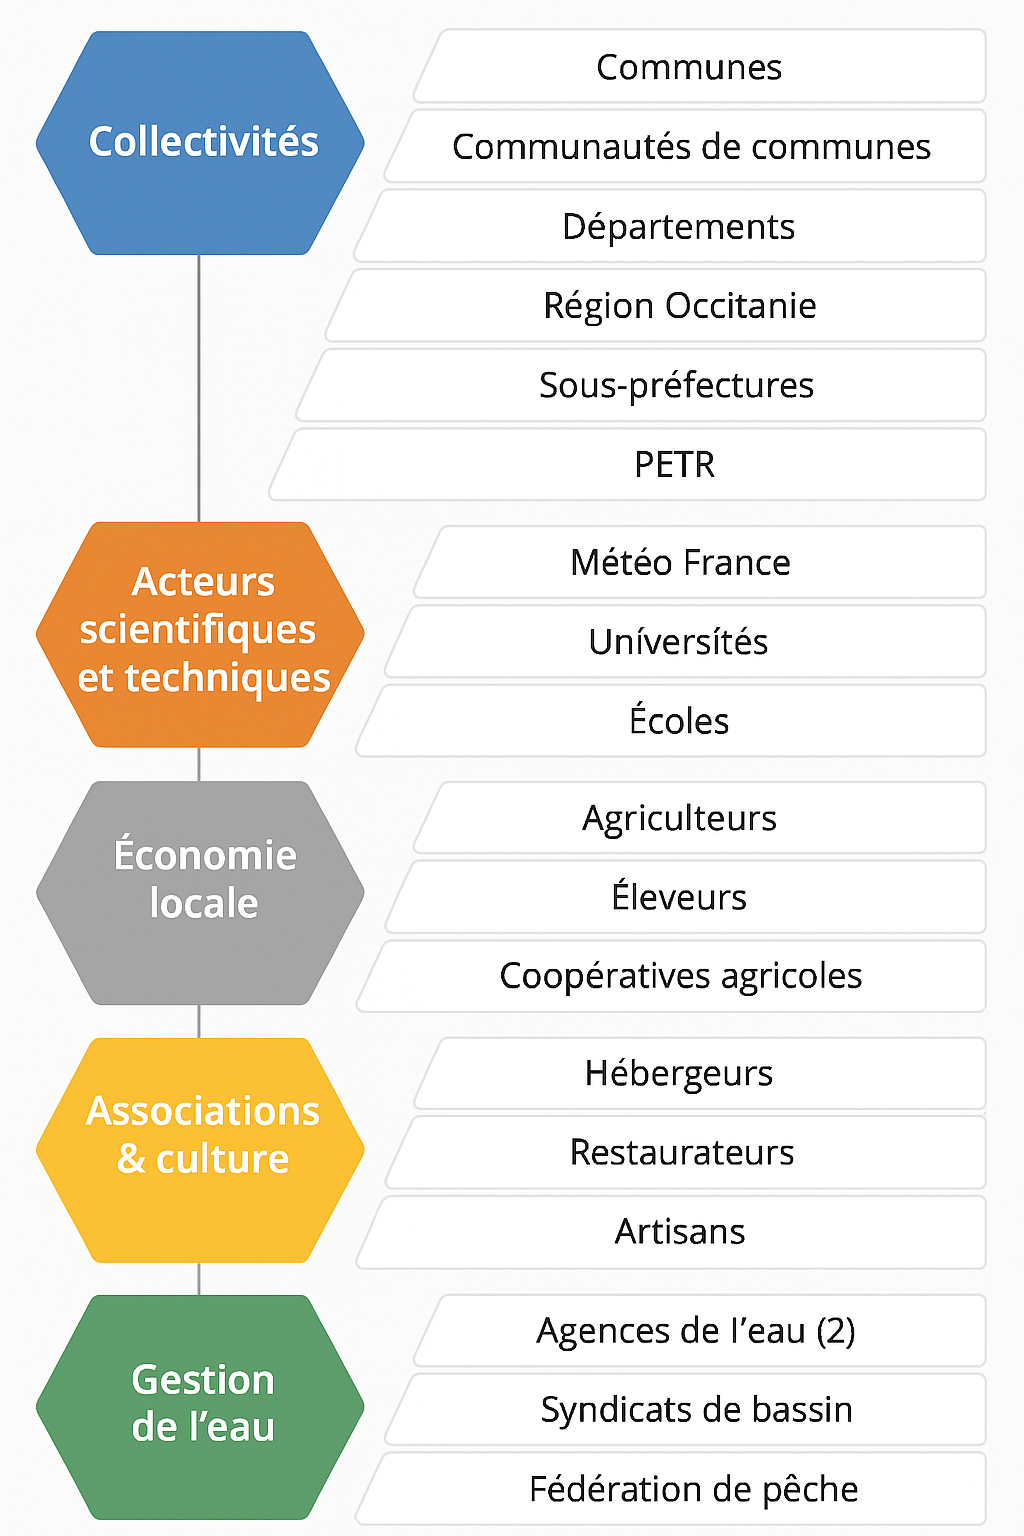 Collectivités
Communes
Communautés de communes
Départements
Région Occitanie
Sous-préfectures
PETR
Acteurs
scientifiques
et techniques
Météo France
Uníversítés
Écoles
Économie
locale
Agriculteurs
Éleveurs
Coopératives agricoles
Associations
& culture
Hébergeurs
Restaurateurs
Artisans
Gestion
de l’eau
Agences de l’eau (2)
Syndicats de bassin
Fédération de pêche